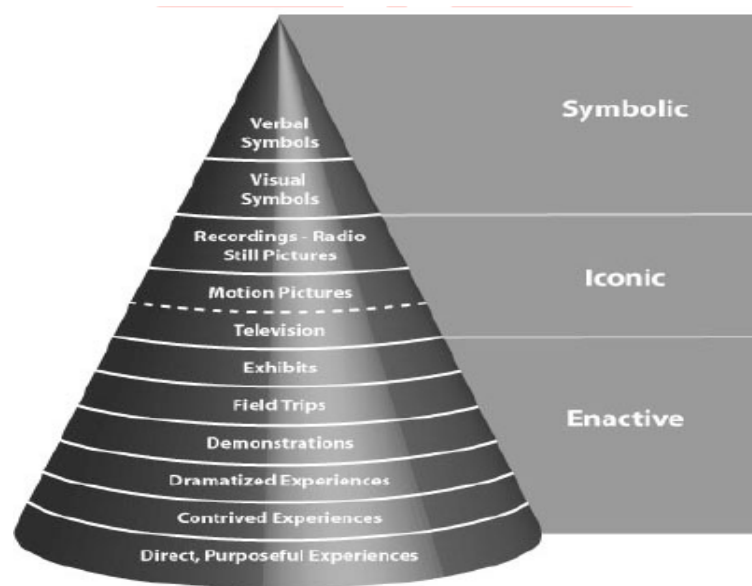 Verbal
Symbols
Visual
Symbols
Recordings - Radio
Still Pictures
Motion Pictures
Television
Exhibits
Field Trips
Demonstrations
Dramatized Experiences
Contrived Experiences
Direct, Purposeful Experiences
Symbolic
Iconic
Enactive